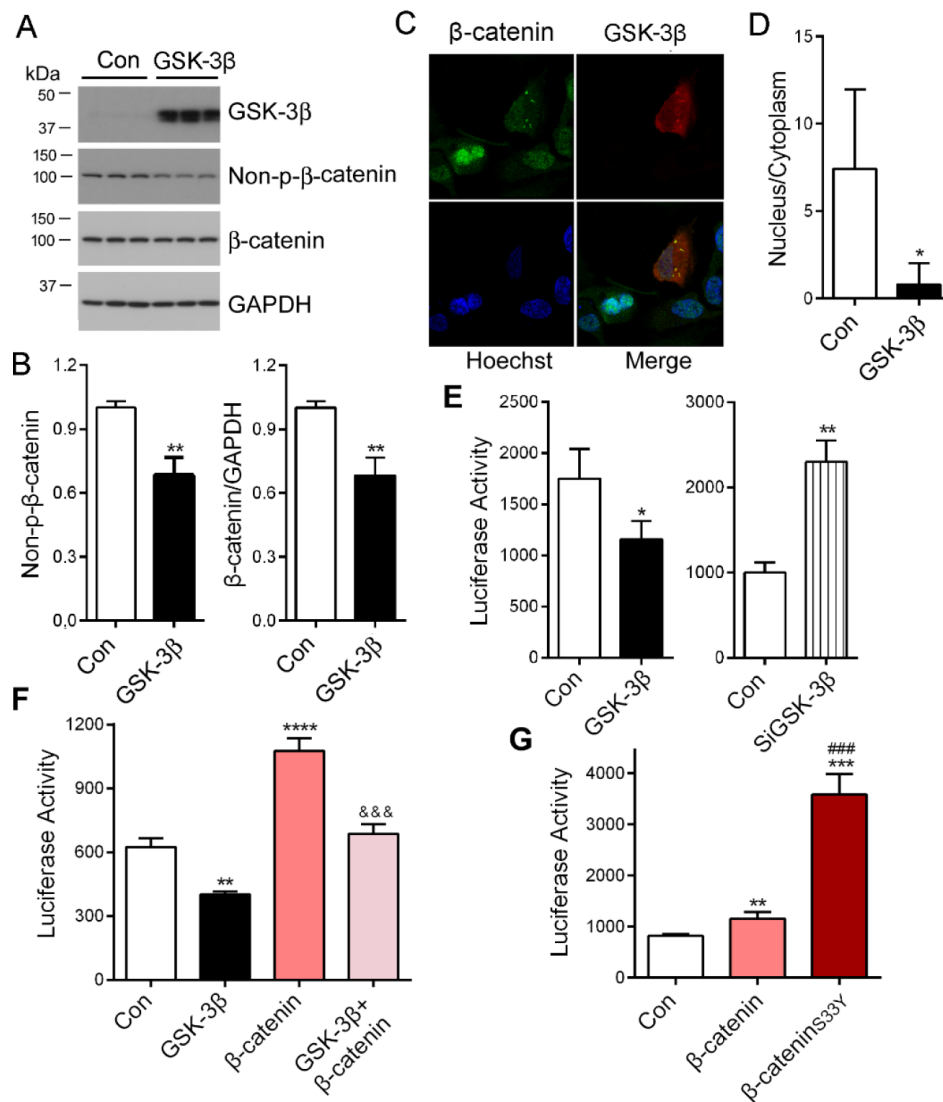 A
Con GSK-3β
kDa
50
37
GSK-3β
150
100
Non-p-β-catenin
150
100
β-catenin
37
GAPDH
B
Non-p-β-catenin
1.2
0.9
0.6
0.3
0.0
**
Con
GSK-3β
β-catenin/GAPDH
1.2
0.9
0.6
0.3
0.0
**
Con
GSK-3β
C
β-catenin GSK-3β
Hoechst Merge
D
Nucleus/Cytoplasm
15
10
5
0
*
Con
GSK-3β
E
Luciferase Activity
2500
2000
1500
1000
500
0
*
Con
GSK-3β
3000
2000
1000
0
**
Con
SiGSK-3β
F
Luciferase Activity
1200
900
600
300
0
**
****
&&&
Con
GSK-3β
β-catenin
GSK-3β+
β-catenin
G
Luciferase Activity
4000
3000
2000
1000
0
**
###
***
Con
β-catenin
β-cateninS33Y